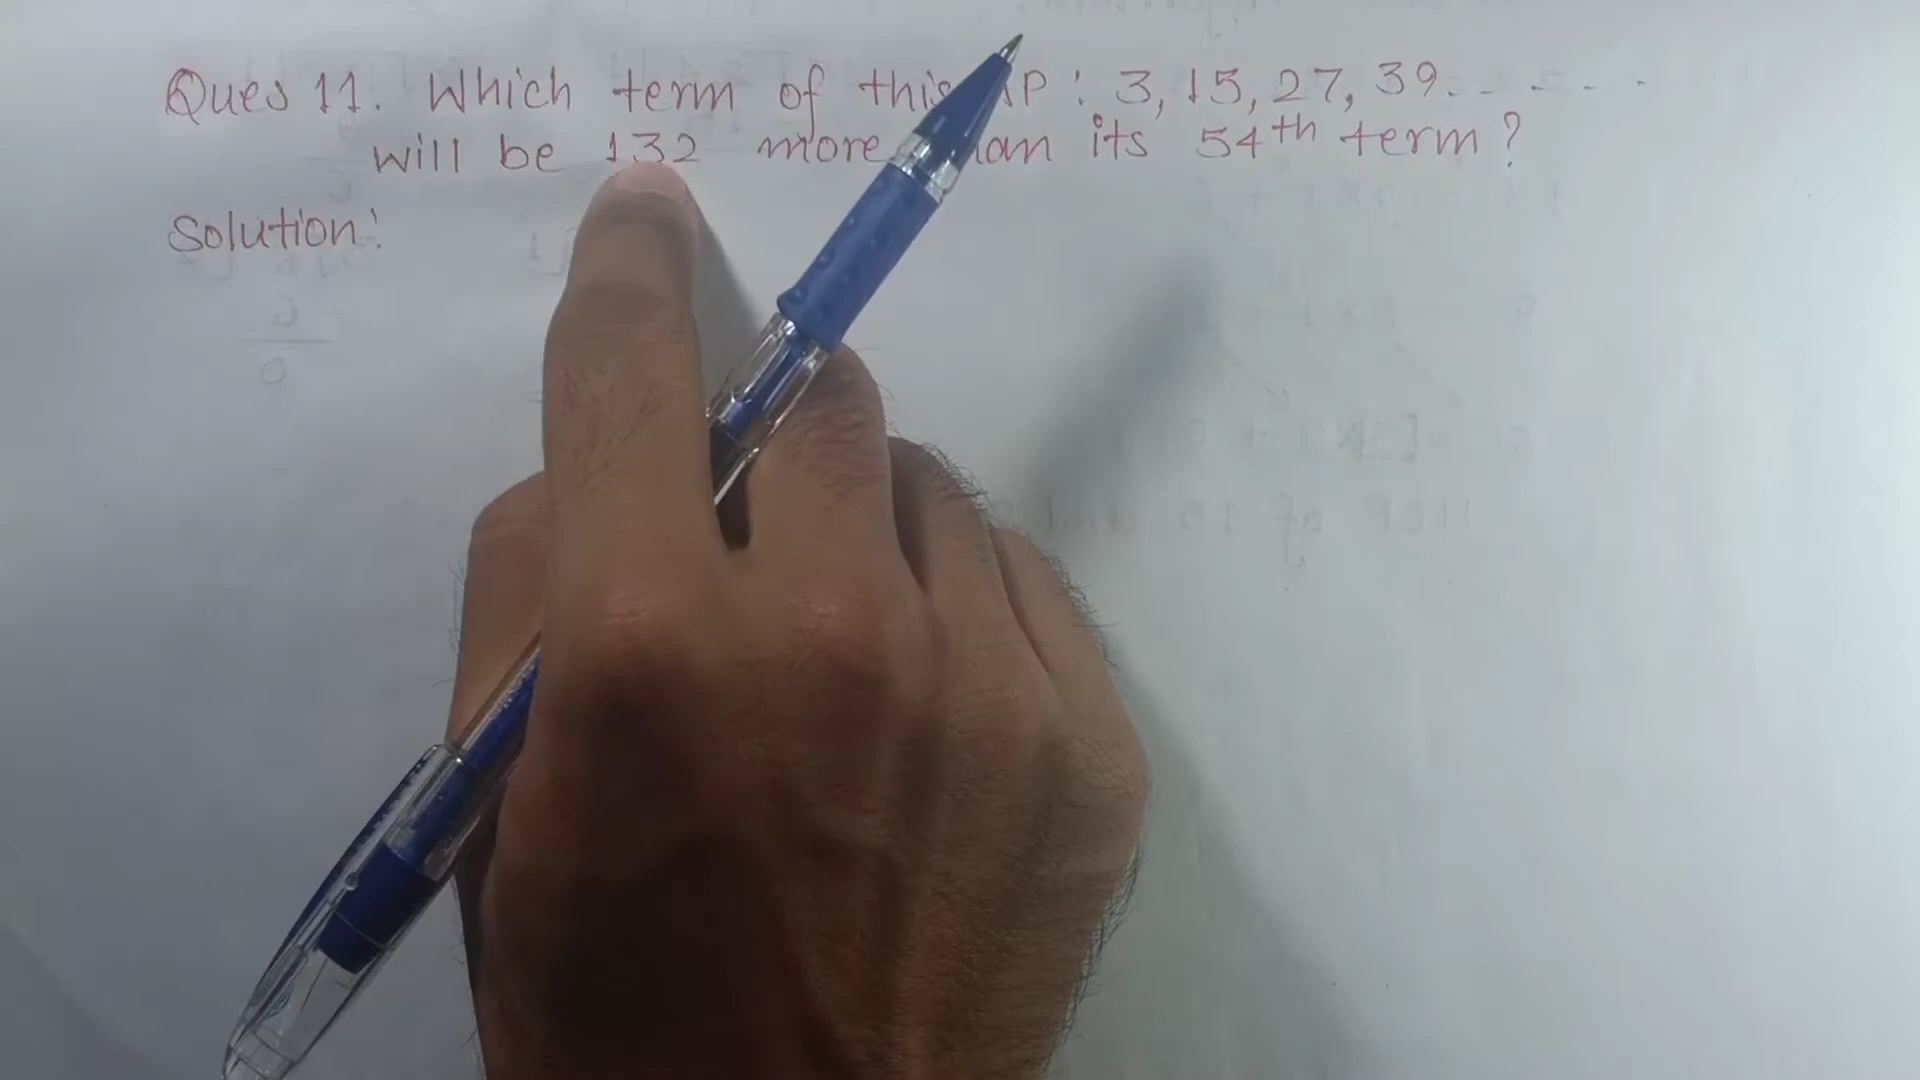 Ques 11. Which term of this AP : 3, 15, 27, 39. - - - - -
will be 132 more than its 54th term?
Solution: